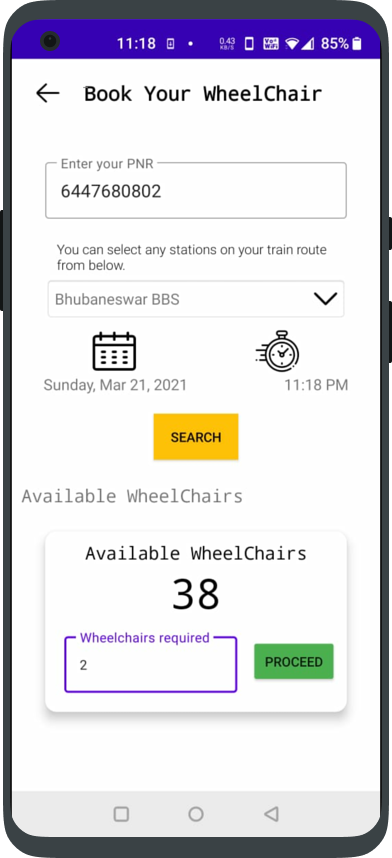 11:18 0.43 KB/S Vo)) WiFi 85%
Book Your WheelChair
Enter your PNR
6447680802
You can select any stations on your train route
from below.
Bhubaneswar BBS
Sunday, Mar 21, 2021 11:18 PM
SEARCH
Available WheelChairs
Available WheelChairs
38
Wheelchairs required
2 PROCEED